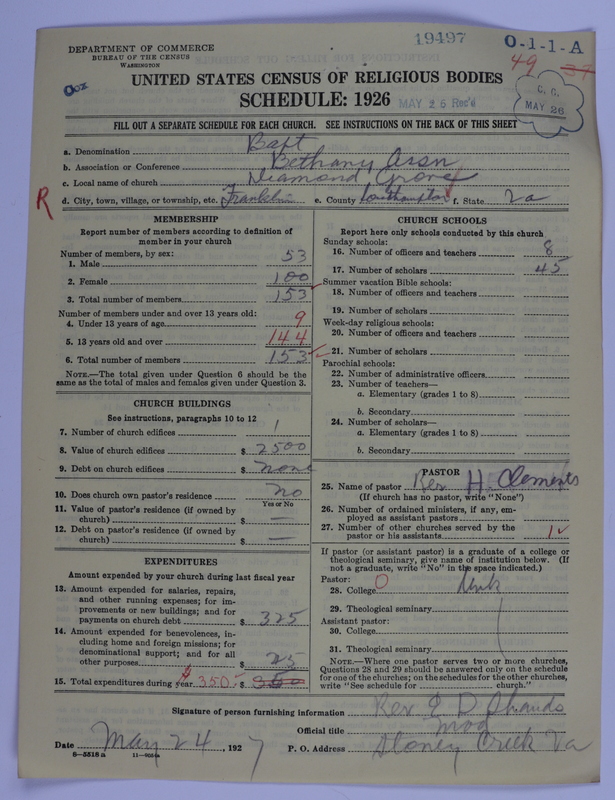 DEPARTMENT OF COMMERCE
BUREAU OF THE CENSUS
WASHINGTON
19497
O-1-1-A
49 37
UNITED STATES CENSUS OF RELIGIOUS BODIES
SCHEDULE: 1926
MAY 26 Rec'd
C. C.
MAY 26
FILL OUT A SEPARATE SCHEDULE FOR EACH CHURCH. SEE INSTRUCTIONS ON THE BACK OF THIS SHEET
a. Denomination Bapt
b. Association or Conference Bethany Assn
c. Local name of church Diamond Grove
R
d. City, town, village, or township, etc. Franklin e. County Southampton f. State Va
MEMBERSHIP
Report number of members according to definition of
member in your church
Number of members, by sex:
1. Male 53
2. Female 100
3. Total number of members 153
Number of members under and over 13 years old:
4. Under 13 years of age 9
5. 13 years old and over 144
6. Total number of members 153
NOTE.—The total given under Question 6 should be
the same as the total of males and females given under Question 3.
CHURCH BUILDINGS
See instructions, paragraphs 10 to 12
7. Number of church edifices 1
8. Value of church edifices $ 2500
9. Debt on church edifices $ none
10. Does church own pastor's residence no
Yes or No
11. Value of pastor's residence (if owned by
church) $ —
12. Debt on pastor's residence (if owned by
church) $ —
EXPENDITURES
Amount expended by your church during last fiscal year
13. Amount expended for salaries, repairs,
and other running expenses; for im-
provements or new buildings; and for
payments on church debt $ 325
14. Amount expended for benevolences, in-
cluding home and foreign missions; for
denominational support; and for all
other purposes $ 25
15. Total expenditures during year $ 350
CHURCH SCHOOLS
Report here only schools conducted by this church
Sunday schools:
16. Number of officers and teachers 8
17. Number of scholars 45
Summer vacation Bible schools:
18. Number of officers and teachers
19. Number of scholars
Week-day religious schools:
20. Number of officers and teachers
21. Number of scholars
Parochial schools:
22. Number of administrative officers
23. Number of teachers—
a. Elementary (grades 1 to 8)
b. Secondary
24. Number of scholars—
a. Elementary (grades 1 to 8)
b. Secondary
PASTOR
25. Name of pastor Rev H. Clements
(If church has no pastor, write "None")
26. Number of ordained ministers, if any, em-
ployed as assistant pastors
27. Number of other churches served by the
pastor or his assistants 1
If pastor (or assistant pastor) is a graduate of a college or
theological seminary, give name of institution below. (If
not a graduate, write "No" in the space indicated.)
Pastor:
28. College O
29. Theological seminary
Assistant pastor:
30. College
31. Theological seminary
NOTE.—Where one pastor serves two or more churches,
Questions 28 and 29 should be answered only on the schedule
for one of the churches; on the schedules for the other churches,
write "See schedule for church."
Signature of person furnishing information Rev
Official title Mod
Date May 24, 1927 P. O. Address Stoney Creek Va
8—5518 a 11—9024a